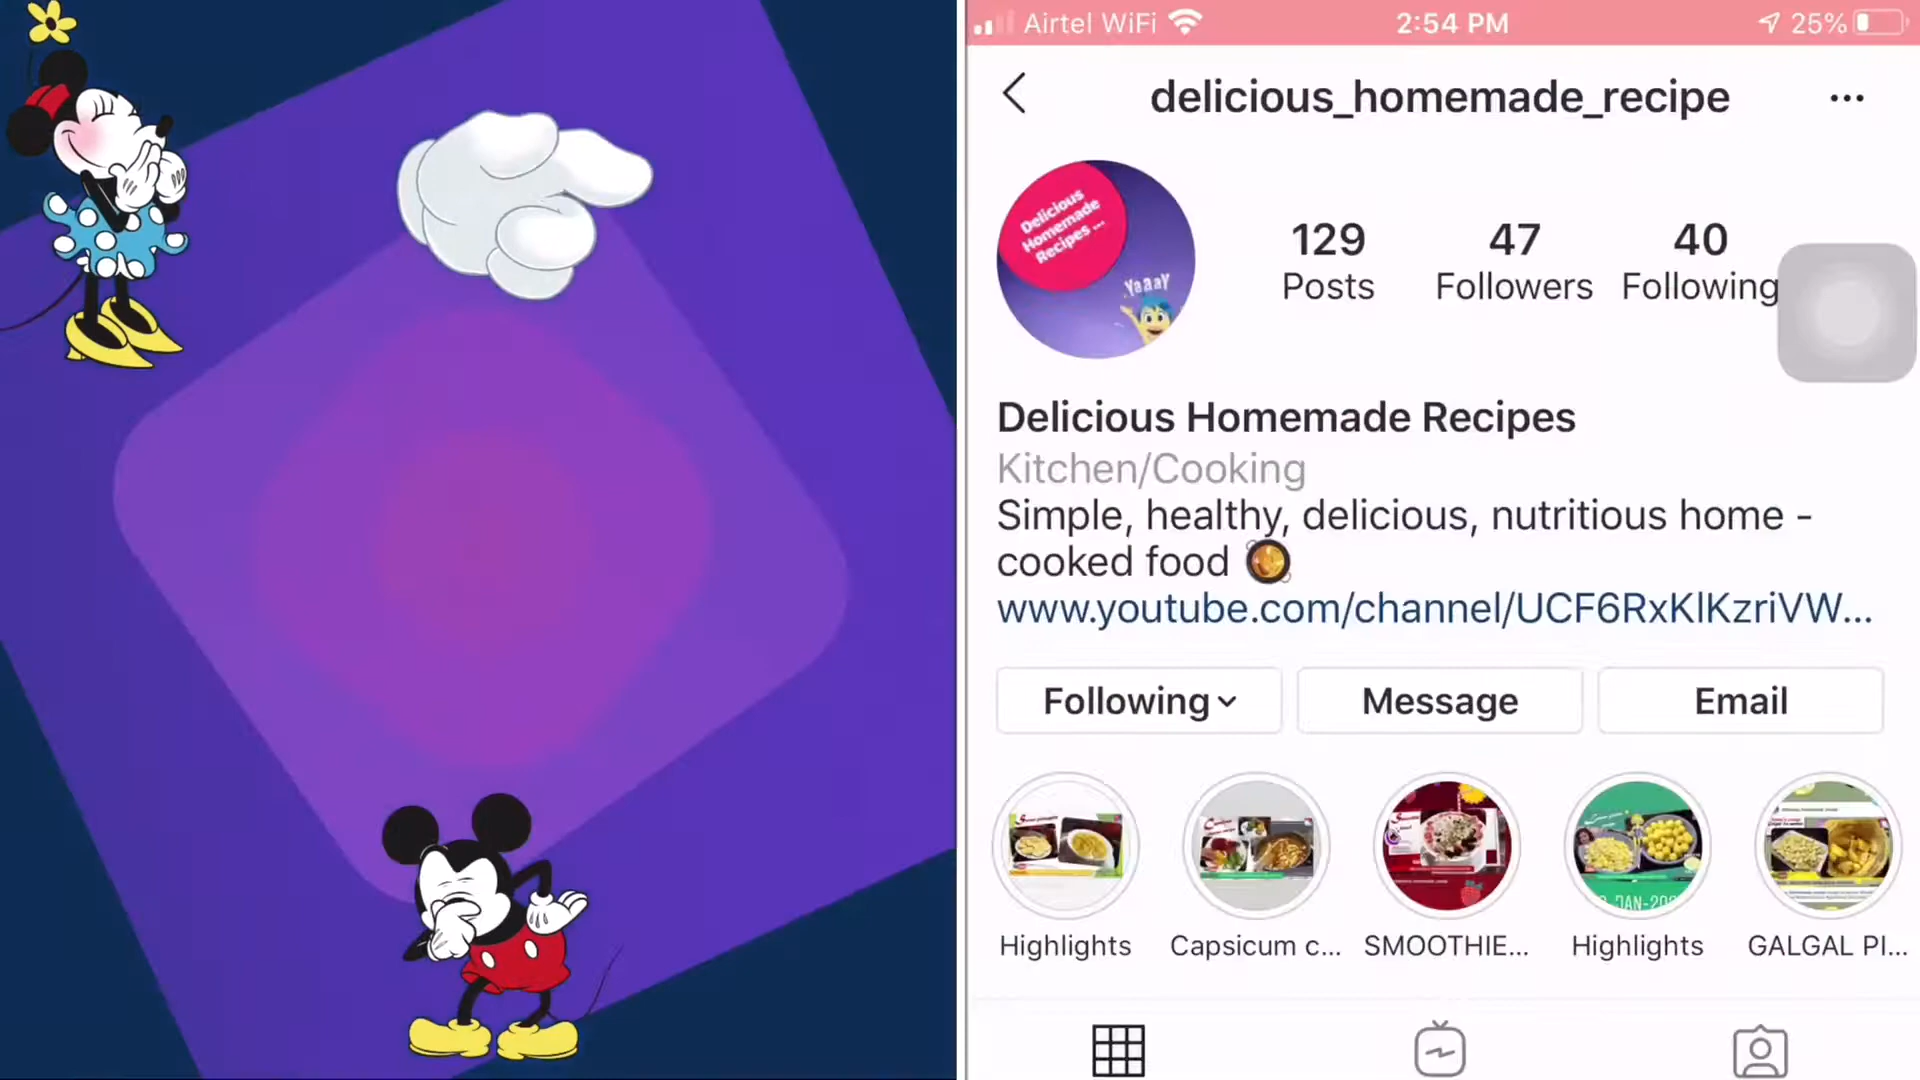 Airtel WiFi
2:54 PM
25%
delicious_homemade_recipe
Delicious
Homemade
Recipes ...
Yaaay
129
Posts
47
Followers
40
Following
Delicious Homemade Recipes
Kitchen/Cooking
Simple, healthy, delicious, nutritious home -
cooked food
www.youtube.com/channel/UCF6RxKlKzriVW...
Following
Message
Email
Highlights
Capsicum c...
SMOOTHIE...
Highlights
GALGAL PI...